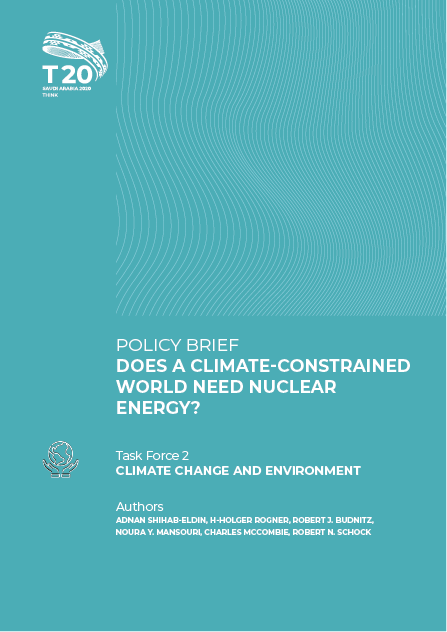 T20
SAUDI ARABIA 2020
THINK
POLICY BRIEF
DOES A CLIMATE-CONSTRAINED
WORLD NEED NUCLEAR
ENERGY?
Task Force 2
CLIMATE CHANGE AND ENVIRONMENT
Authors
ADNAN SHIHAB-ELDIN, H-HOLGER ROGNER, ROBERT J. BUDNITZ,
NOURA Y. MANSOURI, CHARLES MCCOMBIE, ROBERT N. SCHOCK